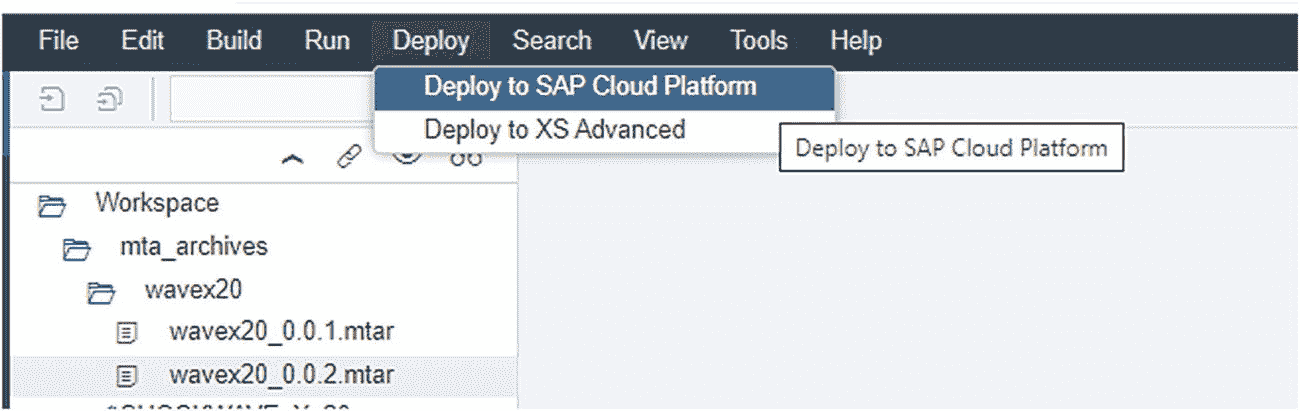 File Edit Build Run Deploy Search View Tools Help
Deploy to SAP Cloud Platform
Deploy to XS Advanced
Deploy to SAP Cloud Platform
Workspace
mta_archives
wavex20
wavex20_0.0.1.mtar
wavex20_0.0.2.mtar